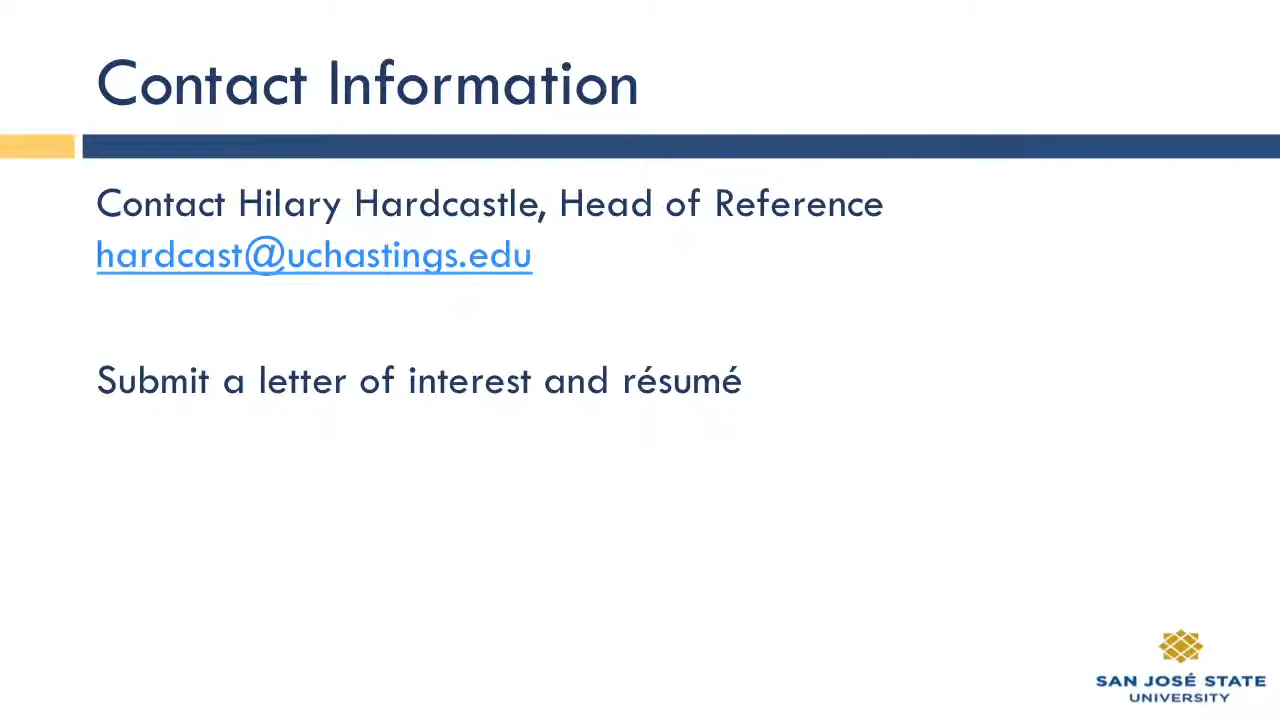 Contact Information
Contact Hilary Hardcastle, Head of Reference
hardcast@uchastings.edu
Submit a letter of interest and résumé
SAN JOSÉ STATE
UNIVERSITY